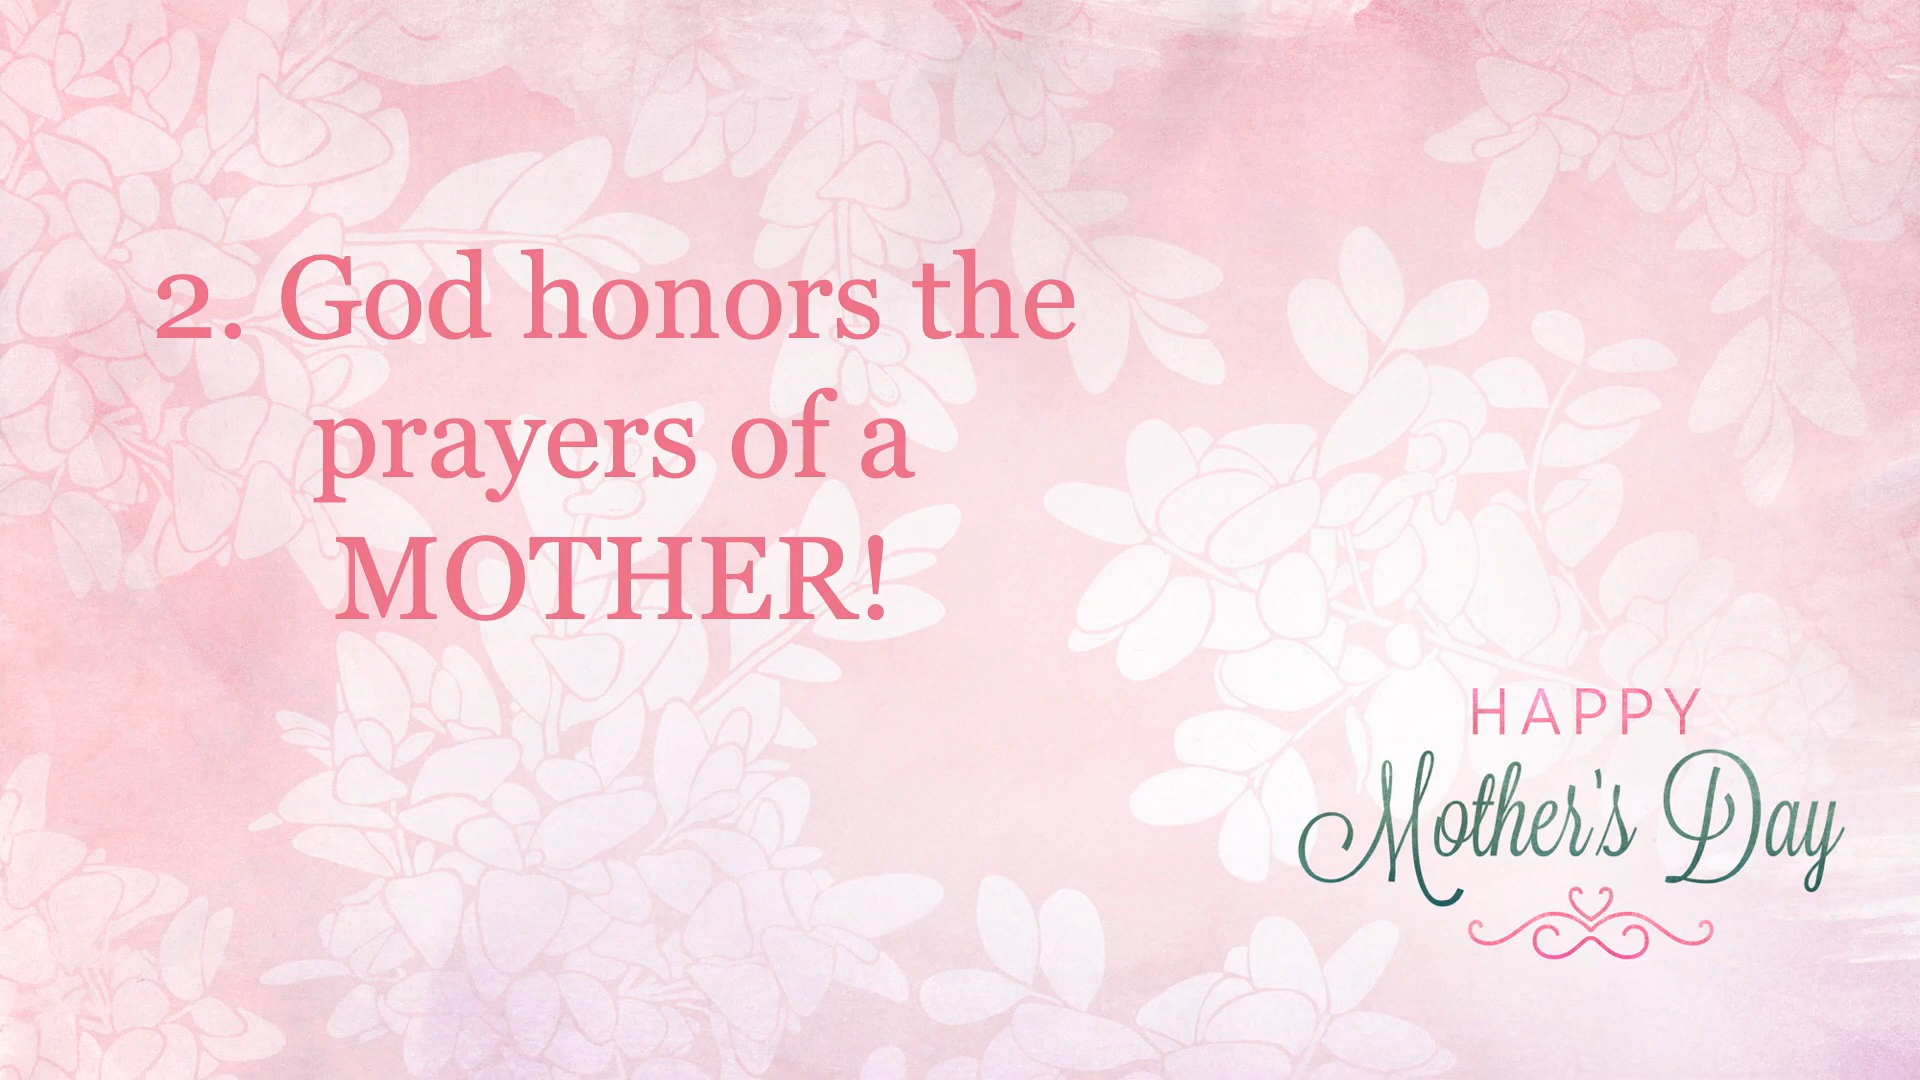 2. God honors the
prayers of a
MOTHER!
HAPPY
Mother's Day